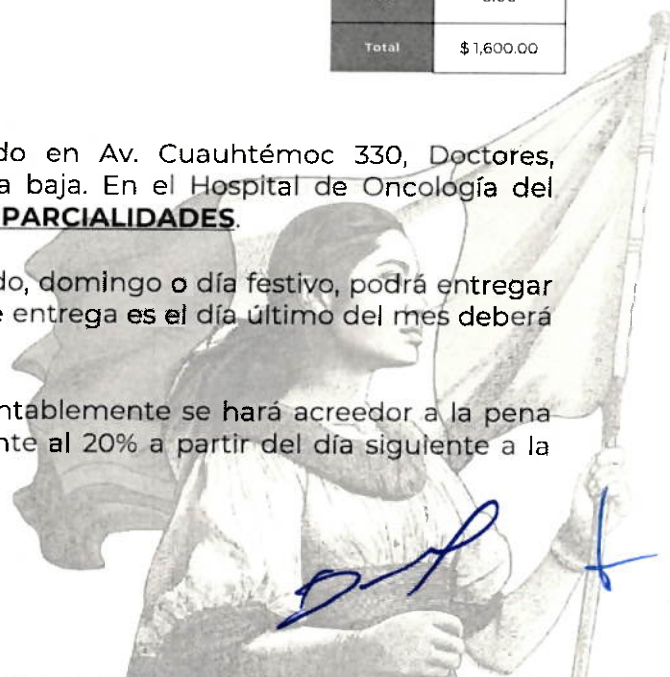 Total $1,600.00
do en Av. Cuauhtémoc 330, Doctores,
a baja. En el Hospital de Oncología del
PARCIALIDADES.
do, domingo o día festivo, podrá entregar
e entrega es el día último del mes deberá
ntablemente se hará acreedor a la pena
nte al 20% a partir del día siguiente a la